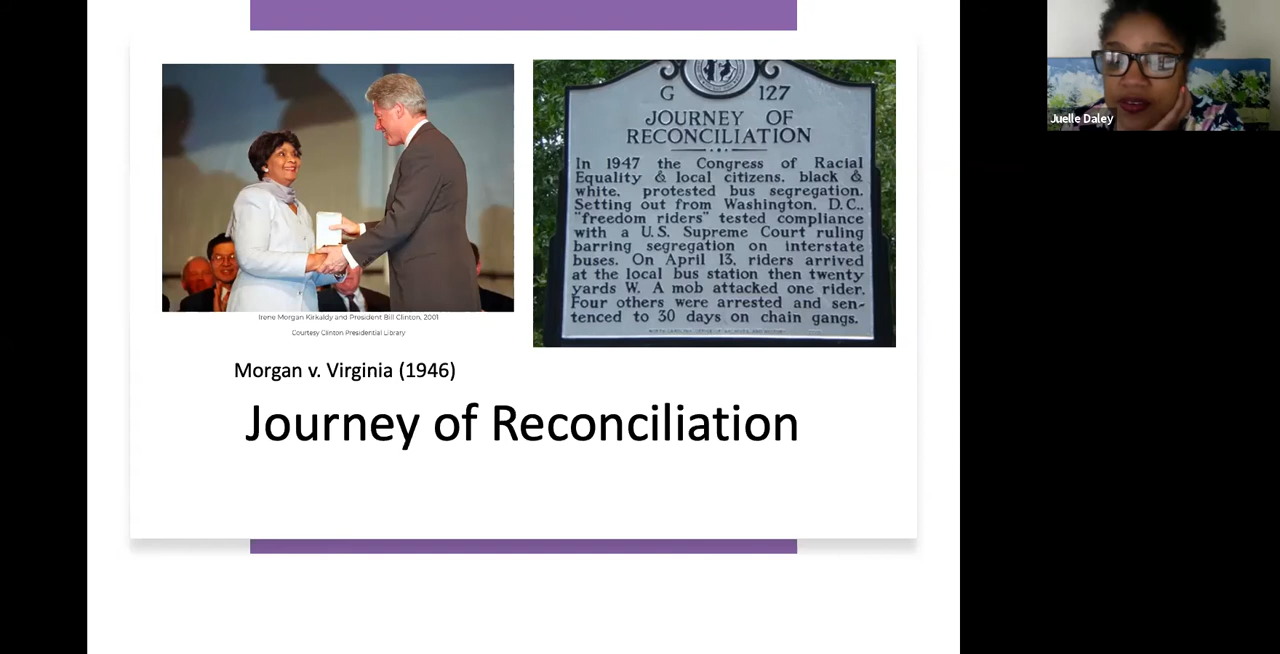 Irene Morgan Kirkaldy and President Bill Clinton, 2001
Courtesy Clinton Presidential Library
G 127
JOURNEY OF
RECONCILIATION
In 1947 the Congress of Racial
Equality & local citizens, black &
white, protested bus segregation.
Setting out from Washington, D.C.,
"freedom riders" tested compliance
with a U.S. Supreme Court ruling
barring segregation on interstate
buses. On April 13, riders arrived
at the local bus station then twenty
yards W. A mob attacked one rider.
Four others were arrested and sen-
tenced to 30 days on chain gangs.
Morgan v. Virginia (1946)
Journey of Reconciliation
Juelle Daley